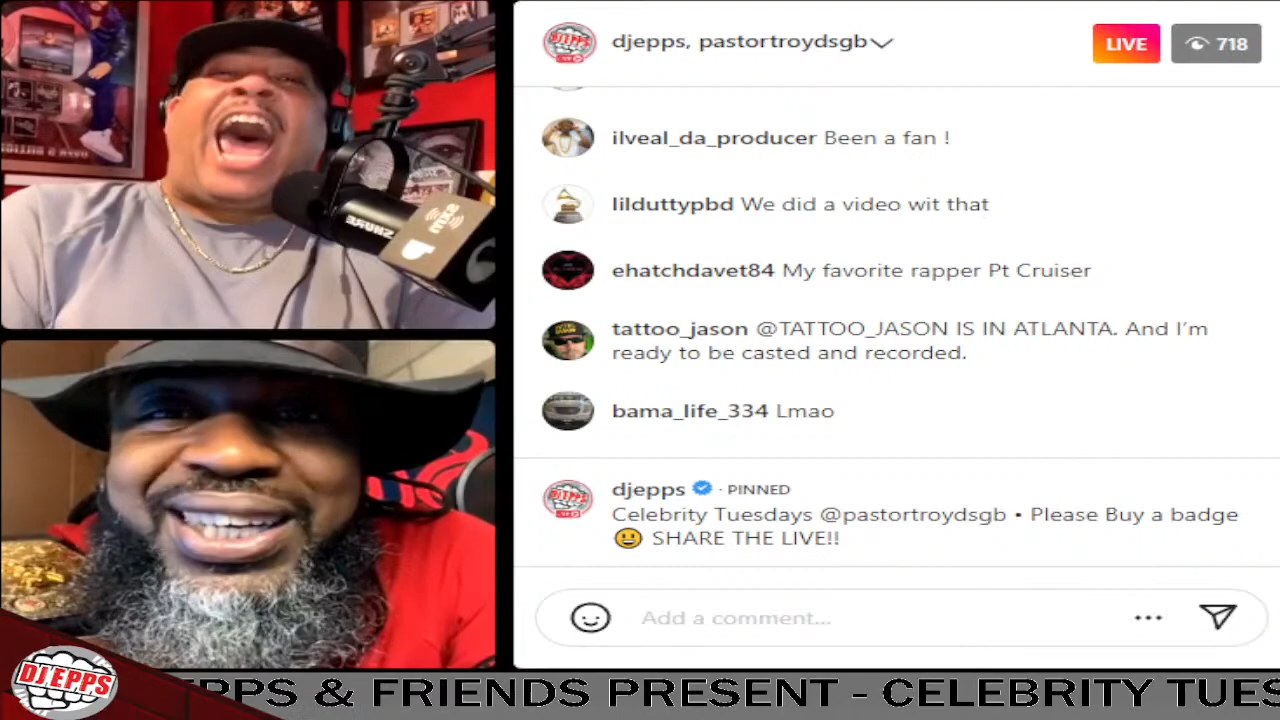 djepps, pastortroydsgb
LIVE
718
ilveal_da_producer Been a fan !
lilduttypbd We did a video wit that
ehatchdavet84 My favorite rapper Pt Cruiser
tattoo_jason @TATTOO_JASON IS IN ATLANTA. And I’m
ready to be casted and recorded.
bama_life_334 Lmao
djepps · PINNED
Celebrity Tuesdays @pastortroydsgb • Please Buy a badge
😀 SHARE THE LIVE!!
Add a comment...
SHURE
SXM
DJ EPPS
EPPS & FRIENDS PRESENT - CELEBRITY TUES